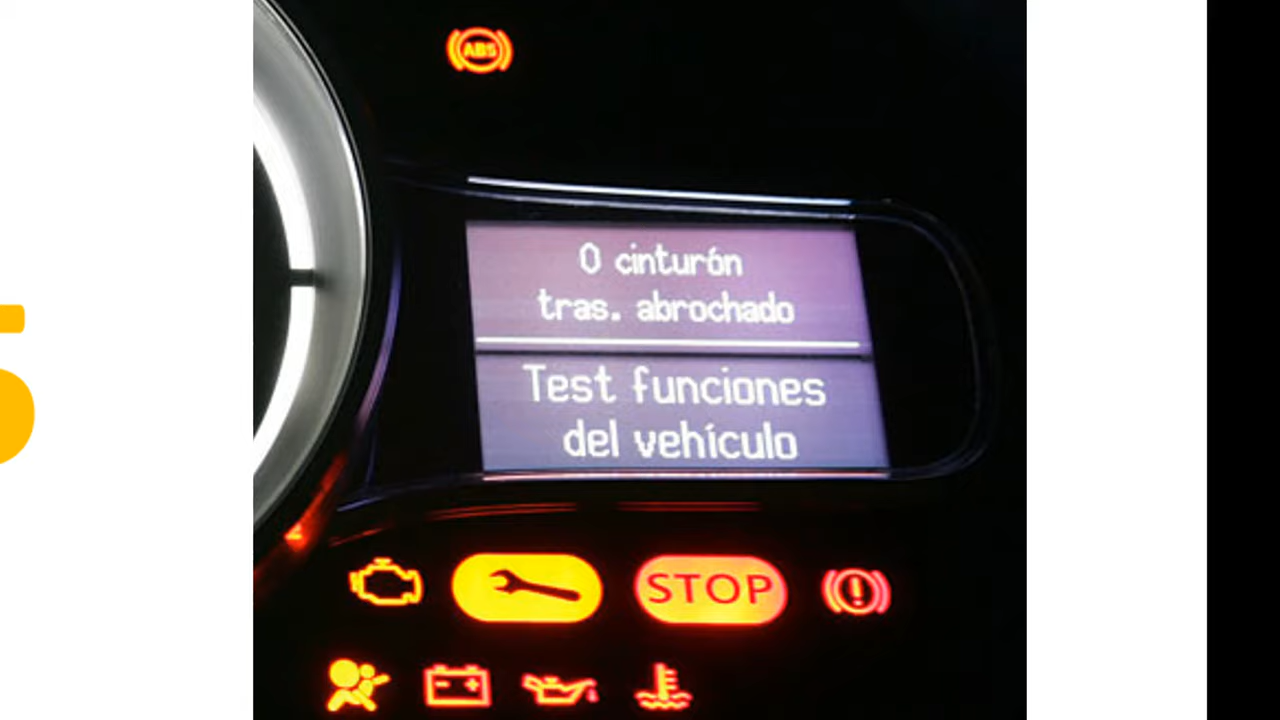 ABS
0 cinturón
tras. abrochado
Test funciones
del vehículo
STOP